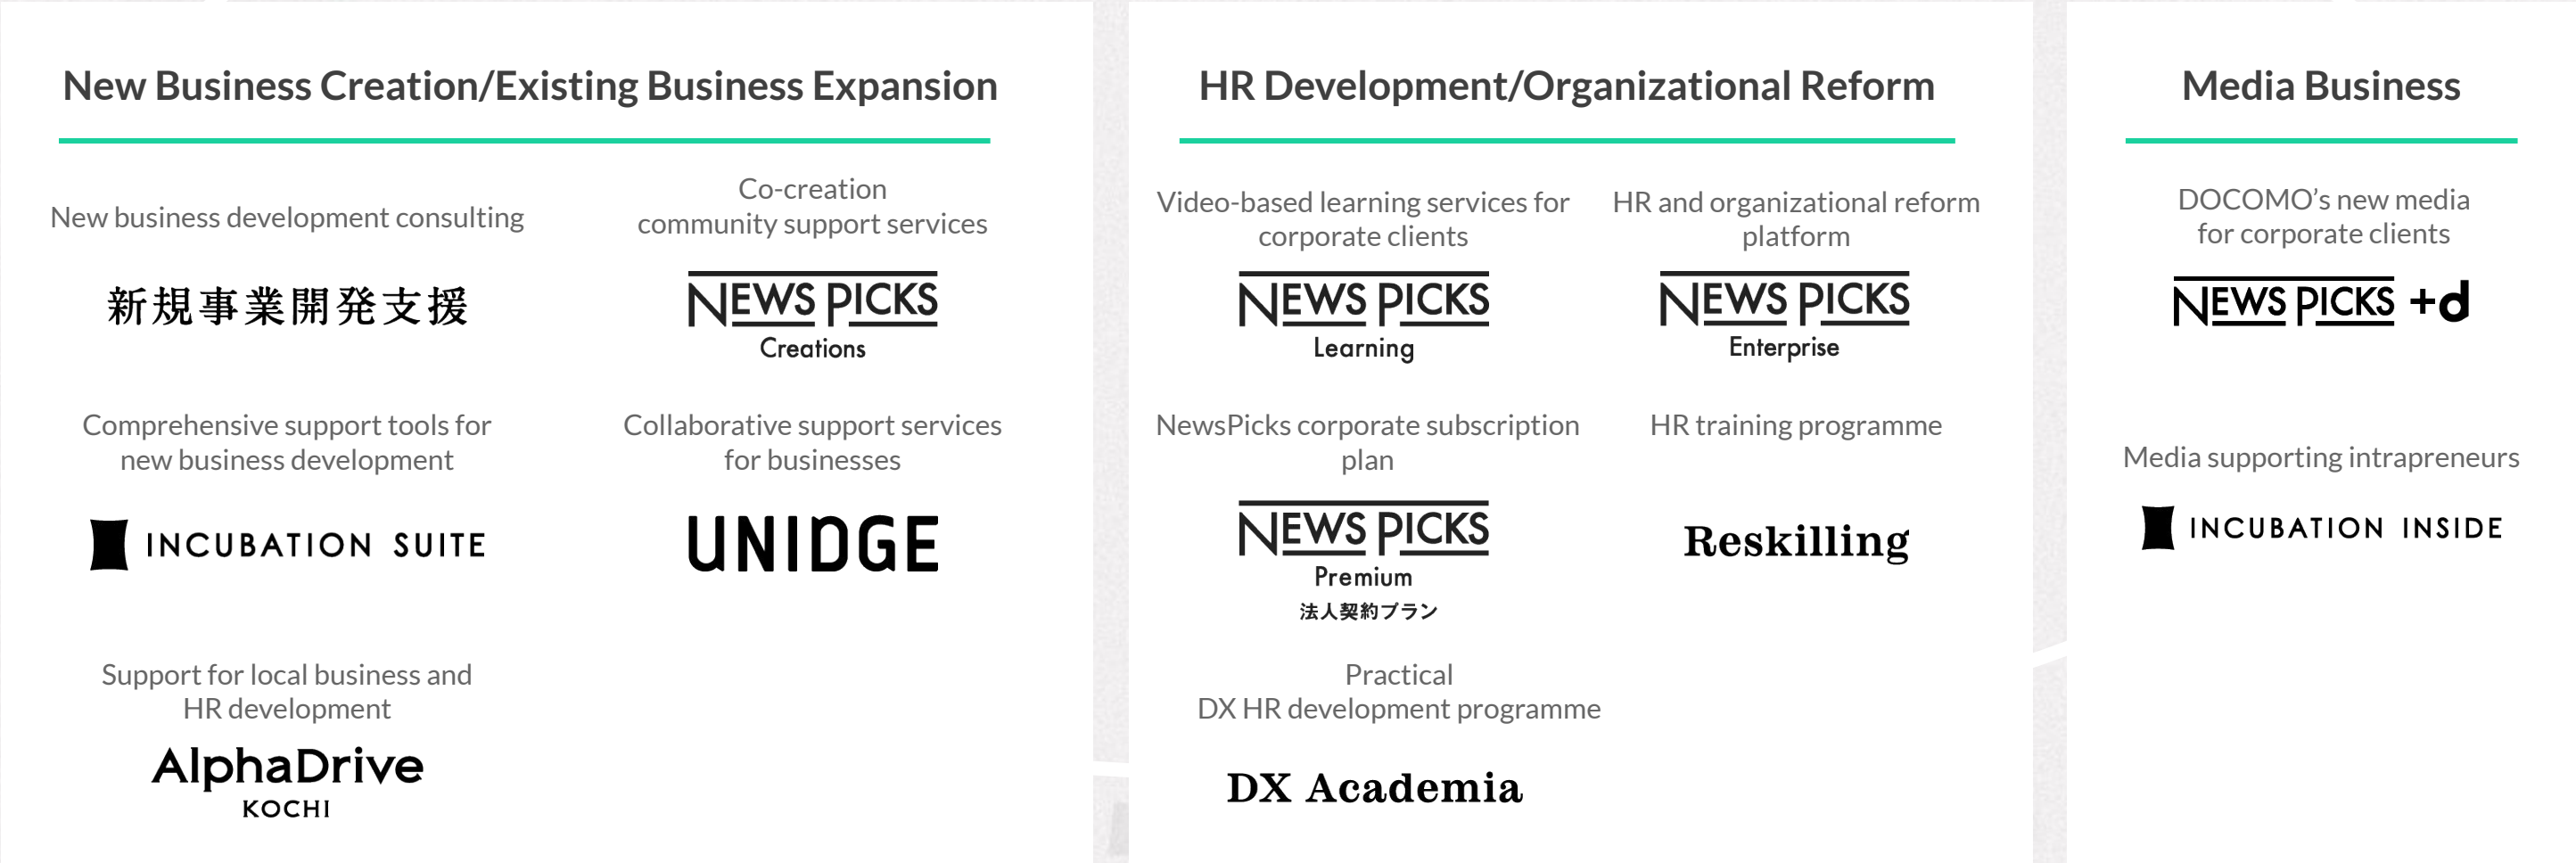 New Business Creation/Existing Business Expansion
New business development consulting
新規事業開発支援
Co-creation
community support services
NEWS PICKS
Creations
Comprehensive support tools for
new business development
INCUBATION SUITE
Collaborative support services
for businesses
UNIDGE
Support for local business and
HR development
AlphaDrive
KOCHI
HR Development/Organizational Reform
Video-based learning services for
corporate clients
NEWS PICKS
Learning
HR and organizational reform
platform
NEWS PICKS
Enterprise
NewsPicks corporate subscription
plan
NEWS PICKS
Premium
法人契約プラン
HR training programme
Reskilling
Practical
DX HR development programme
DX Academia
Media Business
DOCOMO’s new media
for corporate clients
NEWS PICKS +d
Media supporting intrapreneurs
INCUBATION INSIDE